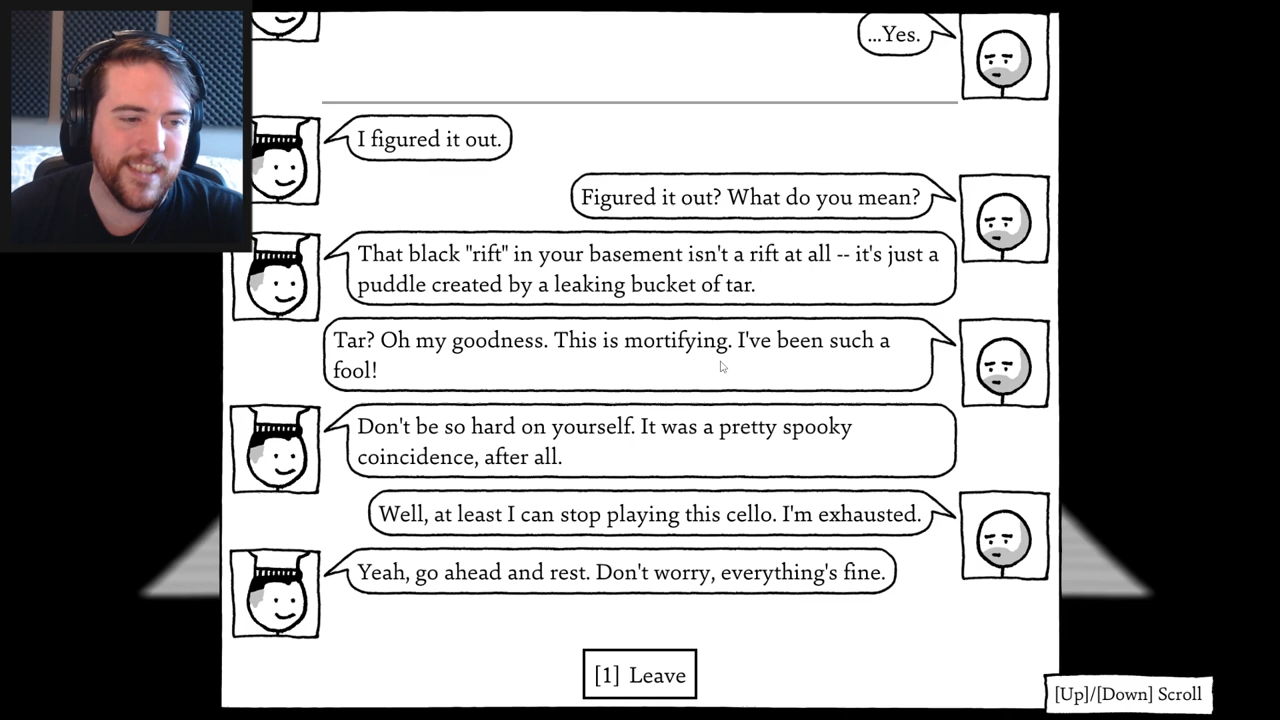 ...Yes.
I figured it out.
Figured it out? What do you mean?
That black "rift" in your basement isn't a rift at all -- it's just a
puddle created by a leaking bucket of tar.
Tar? Oh my goodness. This is mortifying. I've been such a
fool!
Don't be so hard on yourself. It was a pretty spooky
coincidence, after all.
Well, at least I can stop playing this cello. I'm exhausted.
Yeah, go ahead and rest. Don't worry, everything's fine.
[1] Leave
[Up]/[Down] Scroll